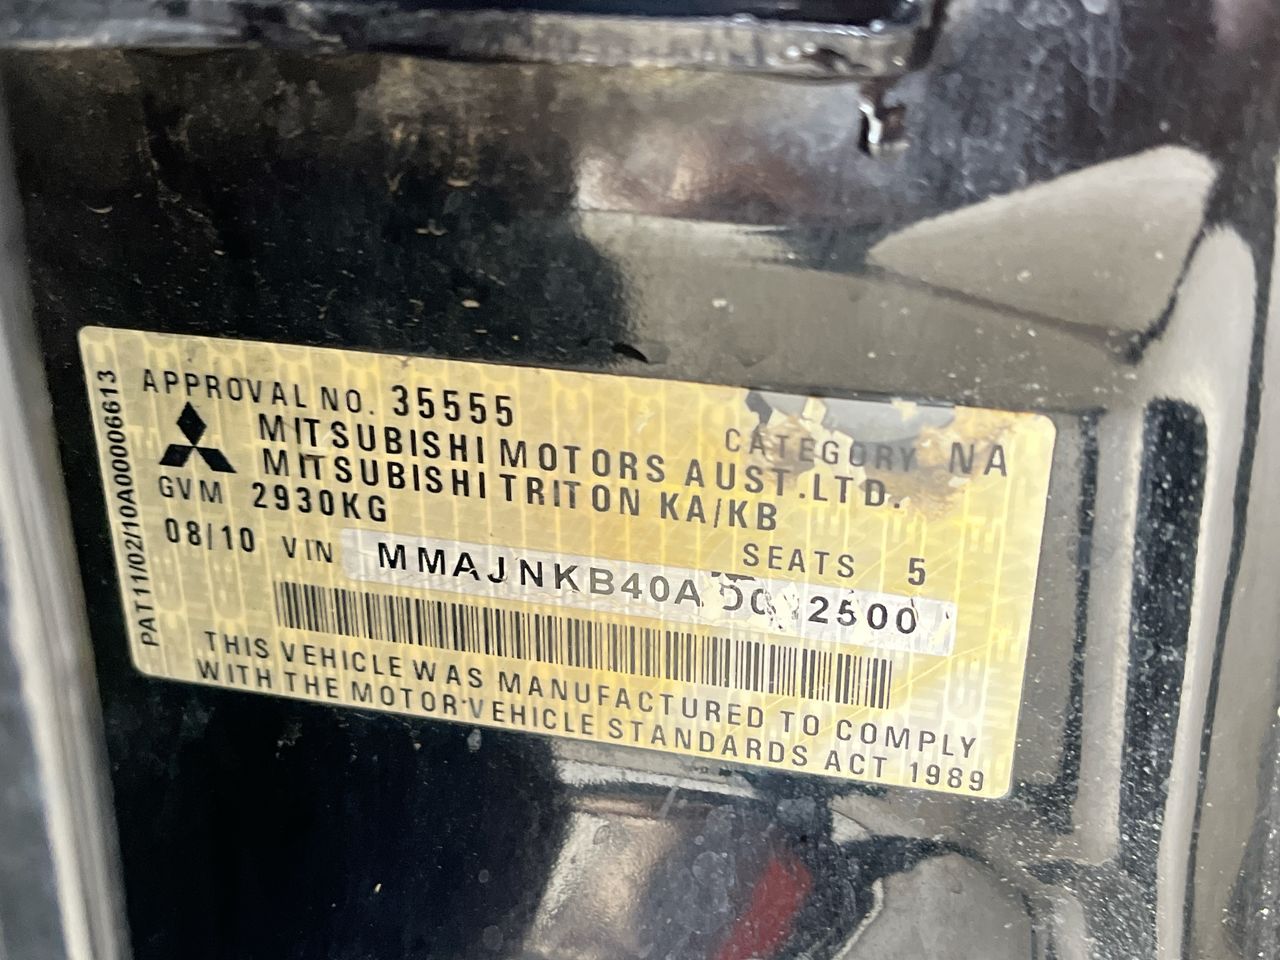 APPROVAL NO. 35555
CATEGORY NA
MITSUBISHI MOTORS AUST.LTD.
MITSUBISHI TRITON KA/KB
GVM 2930KG
SEATS 5
08/10 VIN
THIS VEHICLE WAS MANUFACTURED TO COMPLY
WITH THE MOTOR VEHICLE STANDARDS ACT 1989
PAT11/02/10A00006613